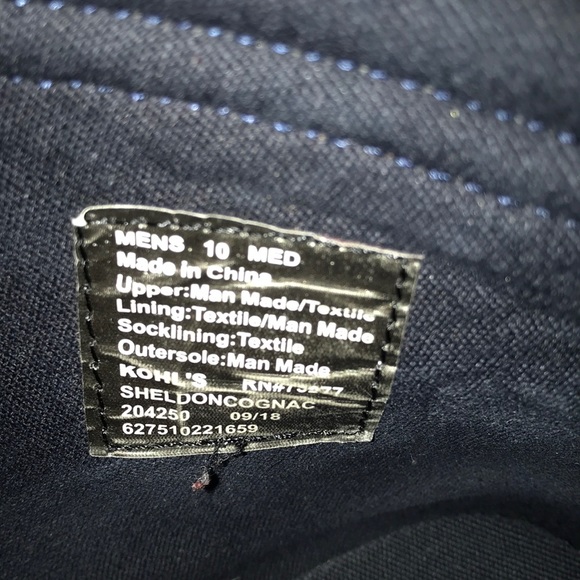 MENS 10 MED
Made in China
Upper:Man Made/Textile
Lining:Textile/Man Made
Socklining:Textile
Outersole:Man Made
KOHL'S
SHELDONCOGNAC
204250 09/18
627510221659